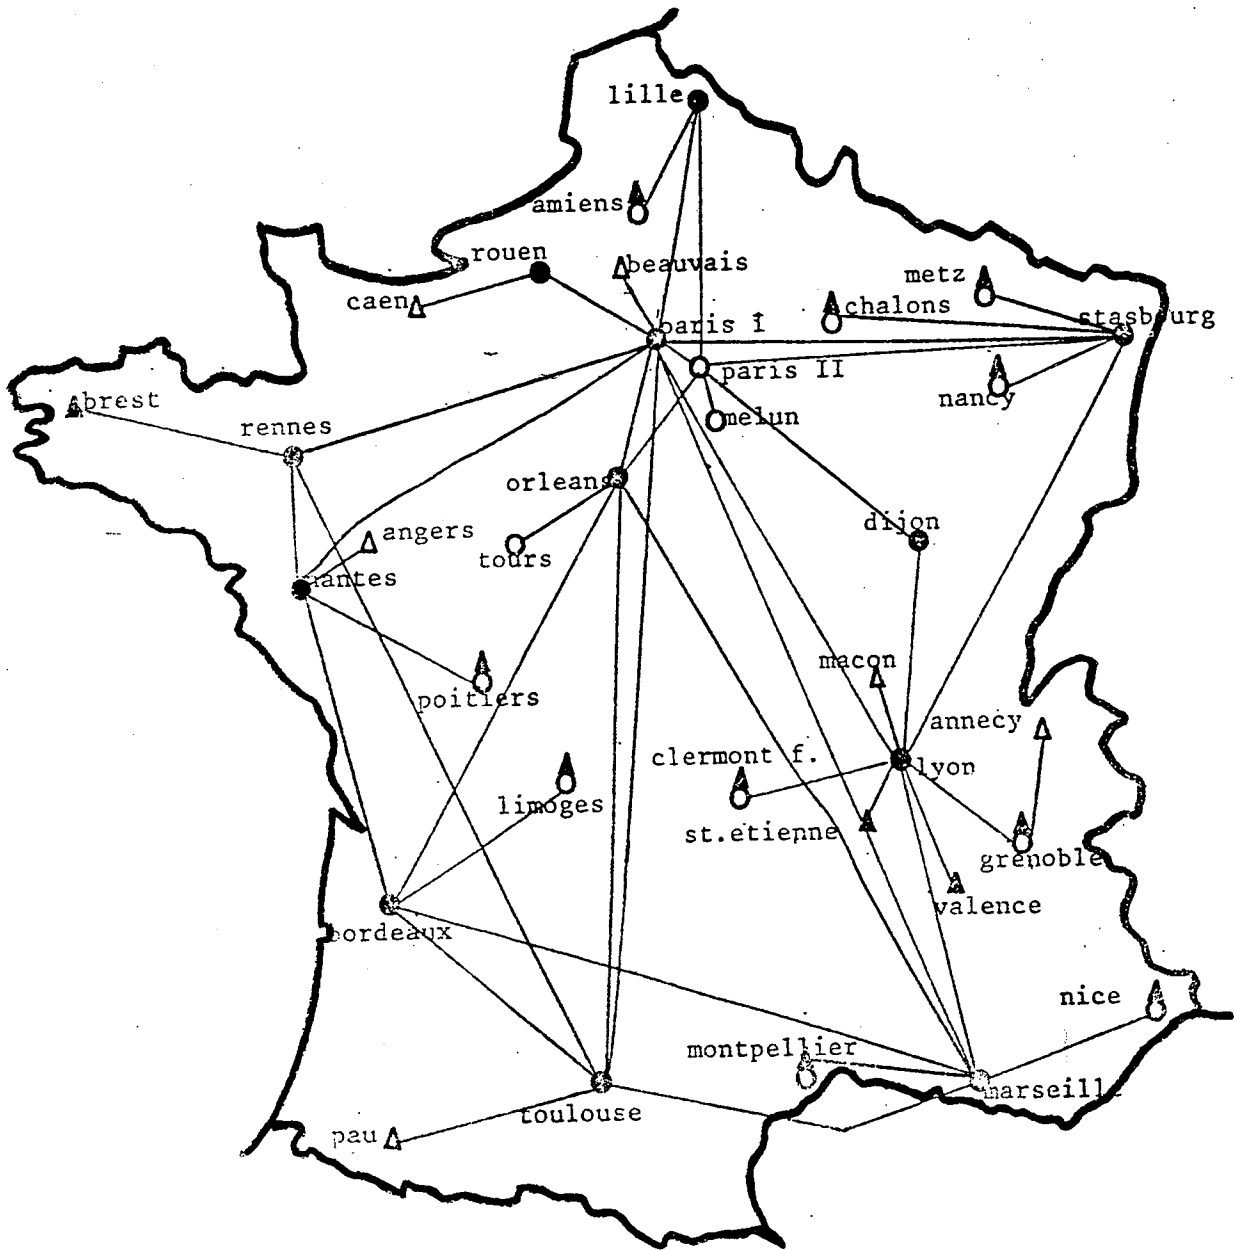 lille
amiens
rouen
beauvais
caen
metz
chalons
paris I
stasbourg
paris II
nancy
brest
melun
rennes
orleans
dijon
angers
tours
nantes
macon
poitiers
annecy
clermont f.
lyon
limoges
st.etienne
grenoble
valence
bordeaux
nice
montpellier
marseille
toulouse
pau